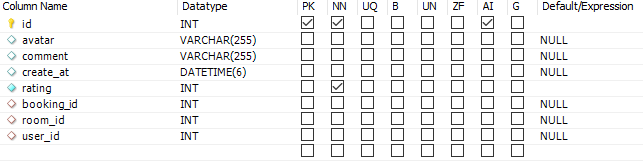 Column Name Datatype PK NN UQ B UN ZF AI G Default/Expression
id INT
avatar VARCHAR(255) NULL
comment VARCHAR(255) NULL
create_at DATETIME(6) NULL
rating INT
booking_id INT NULL
room_id INT NULL
user_id INT NULL